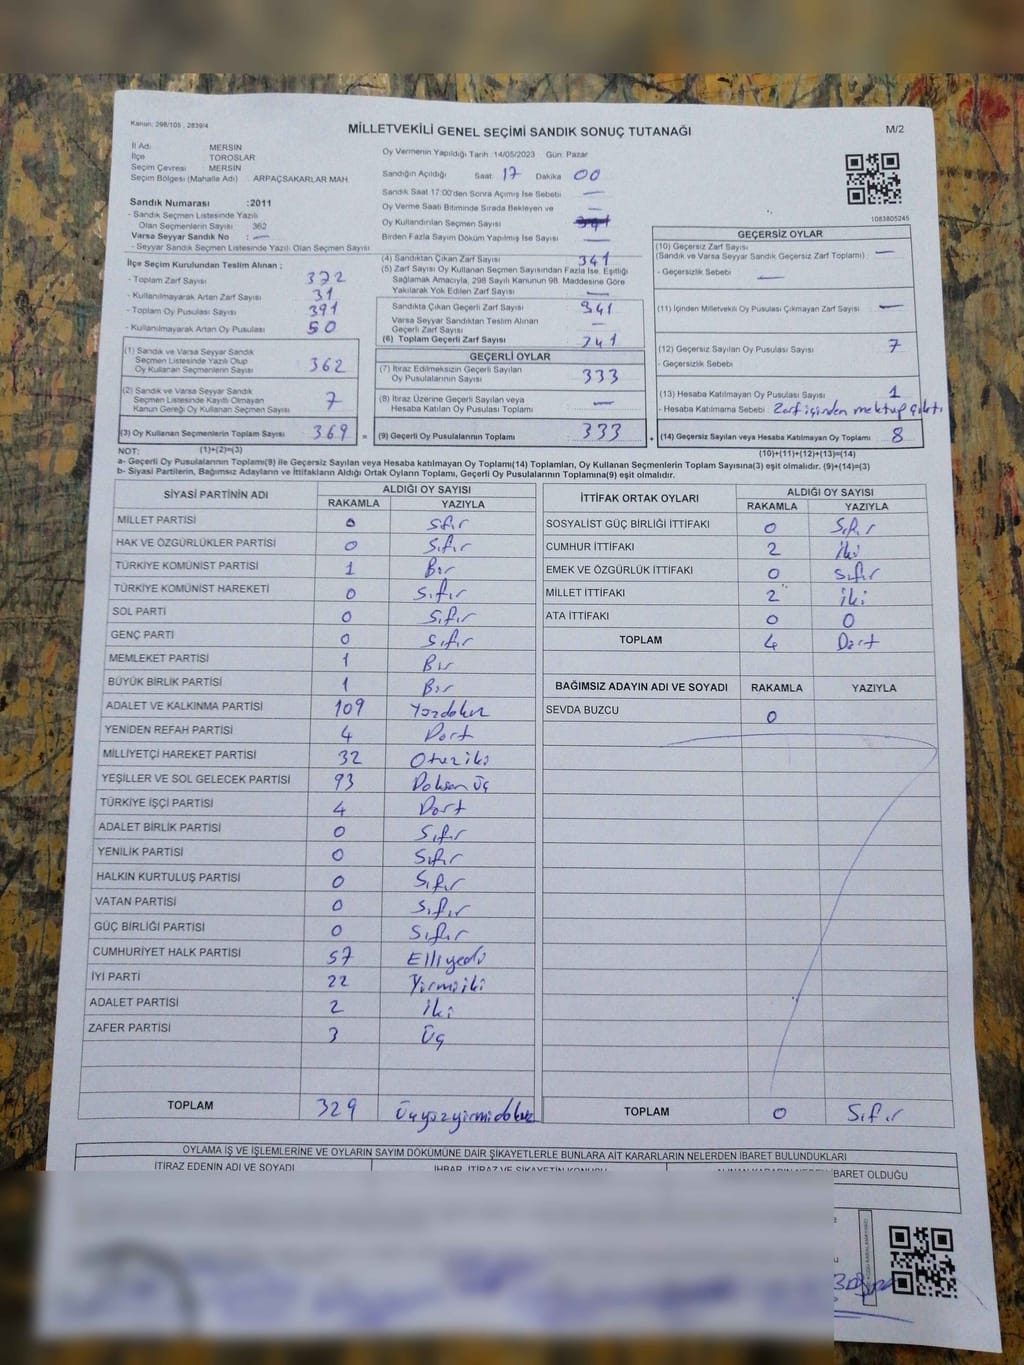 Kanun: 298/105 , 2839/4
MİLLETVEKİLİ GENEL SEÇİMİ SANDIK SONUÇ TUTANAĞI
M/2
İl Adı: MERSİN
İlçe TOROSLAR
Seçim Çevresi MERSİN
Seçim Bölgesi (Mahalle Adı) ARPAÇSAKARLAR MAH
Sandık Numarası :2011
- Sandık Seçmen Listesinde Yazılı
Olan Seçmenlerin Sayısı 362
Varsa Seyyar Sandık No : —
- Seyyar Sandık Seçmen Listesinde Yazılı Olan Seçmen Sayısı
İlçe Seçim Kurulundan Teslim Alınan ;
- Toplam Zarf Sayısı 372
- Kullanılmayarak Artan Zarf Sayısı 31
- Toplam Oy Pusulası Sayısı 391
- Kullanılmayarak Artan Oy Pusulası 50
(1) Sandık ve Varsa Seyyar Sandık
Seçmen Listesinde Yazılı Olup
Oy Kullanan Seçmenlerin Sayısı 362
(2) Sandık ve Varsa Seyyar Sandık
Seçmen Listesinde Kayıtlı Olmayan
Kanun Gereği Oy Kullanan Seçmen Sayısı 7
(3) Oy Kullanan Seçmenlerin Toplam Sayısı 369 =
Oy Vermenin Yapıldığı Tarih 14/05/2023 Gün Pazar
Sandığın Açıldığı Saat 17 Dakika 00
Sandık Saat 17:00'den Sonra Açılmış İse Sebebi —
Oy Verme Saati Bitiminde Sırada Bekleyen ve
Oy Kullandırılan Seçmen Sayısı
Birden Fazla Sayım Döküm Yapılmış İse Sayısı —
(4) Sandıktan Çıkan Zarf Sayısı 341
(5) Zarf Sayısı Oy Kullanan Seçmen Sayısından Fazla İse, Eşitliği
Sağlamak Amacıyla, 298 Sayılı Kanunun 98. Maddesine Göre
Yakılarak Yok Edilen Zarf Sayısı —
Sandıkta Çıkan Geçerli Zarf Sayısı 341
Varsa Seyyar Sandıktan Teslim Alınan
Geçerli Zarf Sayısı —
(6) Toplam Geçerli Zarf Sayısı 341
GEÇERLİ OYLAR
(7) İtiraz Edilmeksizin Geçerli Sayılan
Oy Pusulalarının Sayısı 333
(8) İtiraz Üzerine Geçerli Sayılan veya
Hesaba Katılan Oy Pusulası Toplamı —
(9) Geçerli Oy Pusulalarının Toplamı 333 +
1083805245
GEÇERSİZ OYLAR
(10) Geçersiz Zarf Sayısı
(Sandık ve Varsa Seyyar Sandık Geçersiz Zarf Toplamı) —
- Geçersizlik Sebebi —
(11) İçinden Milletvekili Oy Pusulası Çıkmayan Zarf Sayısı —
(12) Geçersiz Sayılan Oy Pusulası Sayısı 7
- Geçersizlik Sebebi
(13) Hesaba Katılmayan Oy Pusulası Sayısı 1
- Hesaba Katılmama Sebebi Zarf içinden mektup çıktı
(14) Geçersiz Sayılan veya Hesaba Katılmayan Oy Toplamı 8
NOT: (1)+(2)=(3) (10)+(11)+(12)+(13)=(14)
a- Geçerli Oy Pusulalarının Toplamı(9) ile Geçersiz Sayılan veya Hesaba katılmayan Oy Toplamı(14) Toplamları, Oy Kullanan Seçmenlerin Toplam Sayısına(3) eşit olmalıdır. (9)+(14)=(3)
b- Siyasi Partilerin, Bağımsız Adayların ve İttifakların Aldığı Ortak Oyların Toplamı, Geçerli Oy Pusulalarının Toplamına(9) eşit olmalıdır.
SİYASİ PARTİNİN ADI ALDIĞI OY SAYISI
RAKAMLA YAZIYLA
MİLLET PARTİSİ 0 Sıfır
HAK VE ÖZGÜRLÜKLER PARTİSİ 0 Sıfır
TÜRKİYE KOMÜNİST PARTİSİ 1 Bir
TÜRKİYE KOMÜNİST HAREKETİ 0 Sıfır
SOL PARTİ 0 Sıfır
GENÇ PARTİ 0 Sıfır
MEMLEKET PARTİSİ 1 Bir
BÜYÜK BİRLİK PARTİSİ 1 Bir
ADALET VE KALKINMA PARTİSİ 109 Yüzdokuz
YENİDEN REFAH PARTİSİ 4 Dört
MİLLİYETÇİ HAREKET PARTİSİ 32 Otuziki
YEŞİLLER VE SOL GELECEK PARTİSİ 93 Doksan üç
TÜRKİYE İŞÇİ PARTİSİ 4 Dört
ADALET BİRLİK PARTİSİ 0 Sıfır
YENİLİK PARTİSİ 0 Sıfır
HALKIN KURTULUŞ PARTİSİ 0 Sıfır
VATAN PARTİSİ 0 Sıfır
GÜÇ BİRLİĞİ PARTİSİ 0 Sıfır
CUMHURİYET HALK PARTİSİ 57 Elliyedi
İYİ PARTİ 22 Yirmiiki
ADALET PARTİSİ 2 İki
ZAFER PARTİSİ 3 Üç
TOPLAM 329 Üçyüzyirmidokuz
İTTİFAK ORTAK OYLARI ALDIĞI OY SAYISI
RAKAMLA YAZIYLA
SOSYALİST GÜÇ BİRLİĞİ İTTİFAKI 0 Sıfır
CUMHUR İTTİFAKI 2 İki
EMEK VE ÖZGÜRLÜK İTTİFAKI 0 Sıfır
MİLLET İTTİFAKI 2 İki
ATA İTTİFAKI 0 0
TOPLAM 4 Dört
BAĞIMSIZ ADAYIN ADI VE SOYADI RAKAMLA YAZIYLA
SEVDA BUZCU 0
TOPLAM 0 Sıfır
OYLAMA İŞ VE İŞLEMLERİNE VE OYLARIN SAYIM DÖKÜMÜNE DAİR ŞİKAYETLERLE BUNLARA AİT KARARLARIN NELERDEN İBARET BULUNDUKLARI
İTİRAZ EDENİN ADI VE SOYADI İHBAR, İTİRAZ VE ŞİKAYETİN KONUSU ALINAN KARARIN NEDEN İBARET OLDUĞU